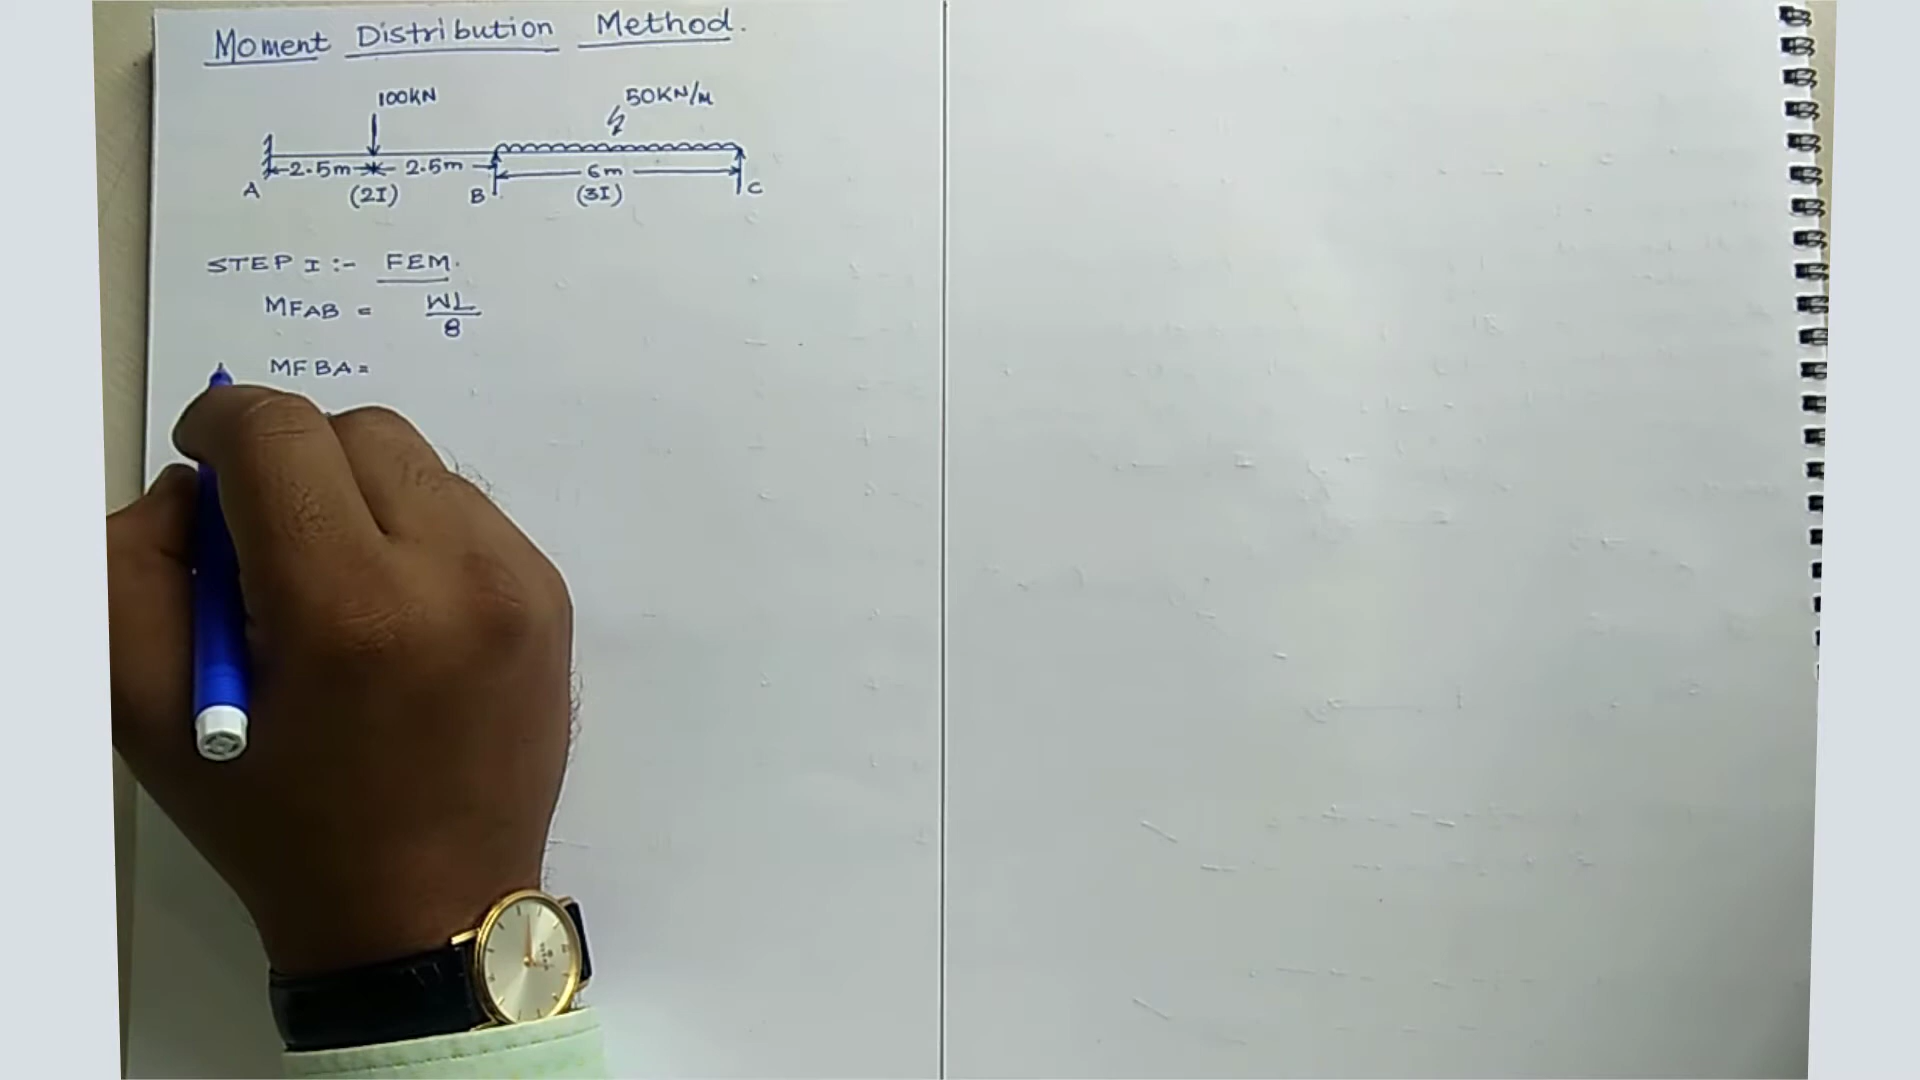 Moment Distribution Method.
100KN 50KN/M
2.5m 2.5m 6m
A (2I) B (3I) C
STEP I :- FEM.
MFAB = WL/8
MFBA =